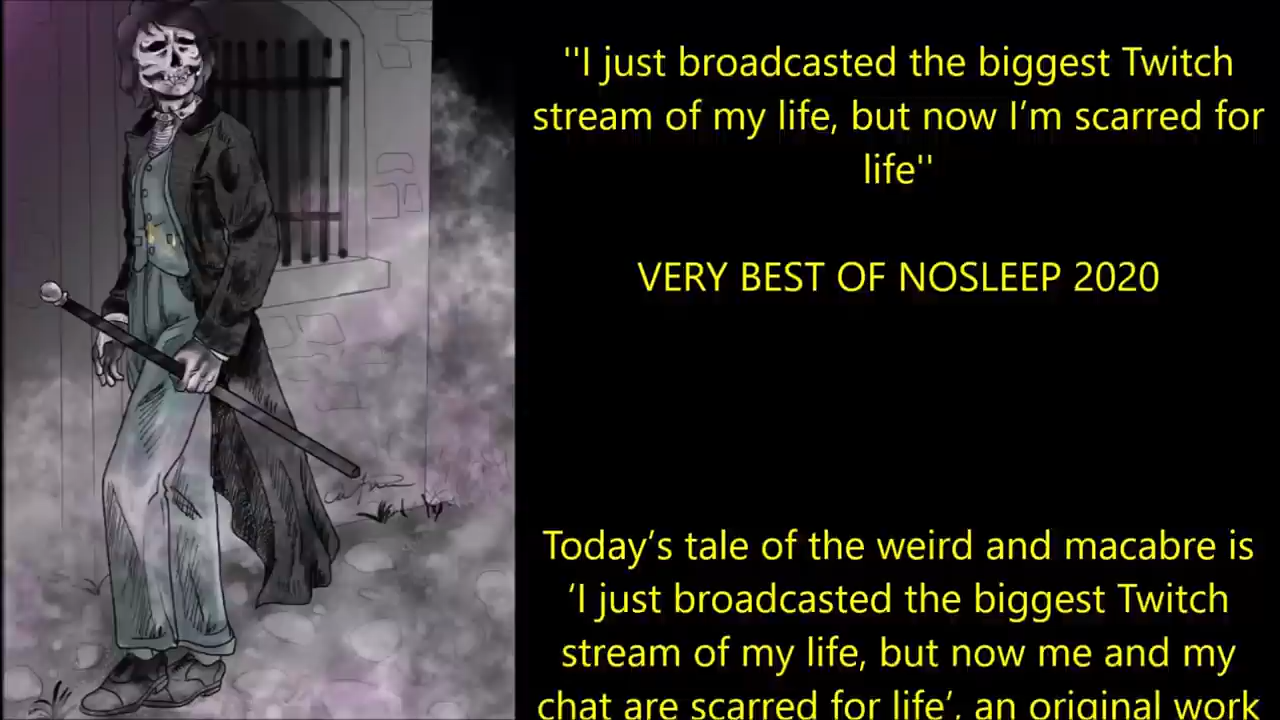 ''I just broadcasted the biggest Twitch
stream of my life, but now I’m scarred for
life''
VERY BEST OF NOSLEEP 2020
Today’s tale of the weird and macabre is
‘I just broadcasted the biggest Twitch
stream of my life, but now me and my
chat are scarred for life’, an original work